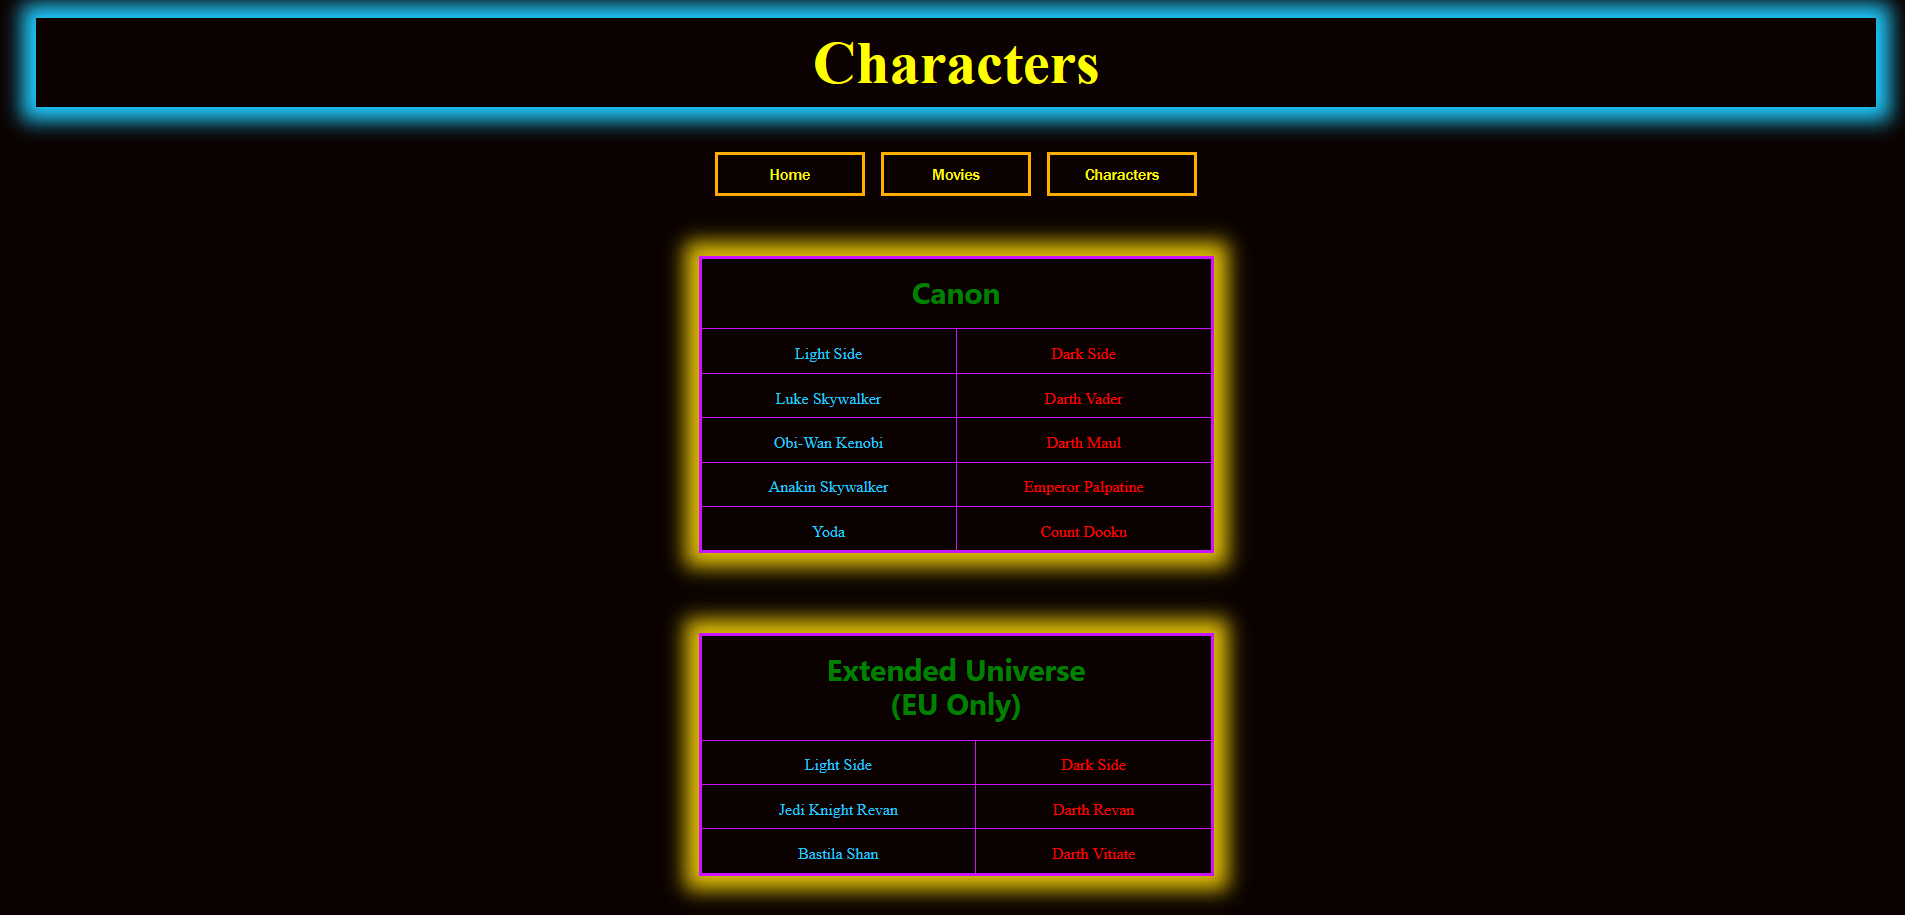 Characters
Home Movies Characters
Canon
Light Side Dark Side
Luke Skywalker Darth Vader
Obi-Wan Kenobi Darth Maul
Anakin Skywalker Emperor Palpatine
Yoda Count Dooku
Extended Universe
(EU Only)
Light Side Dark Side
Jedi Knight Revan Darth Revan
Bastila Shan Darth Vitiate